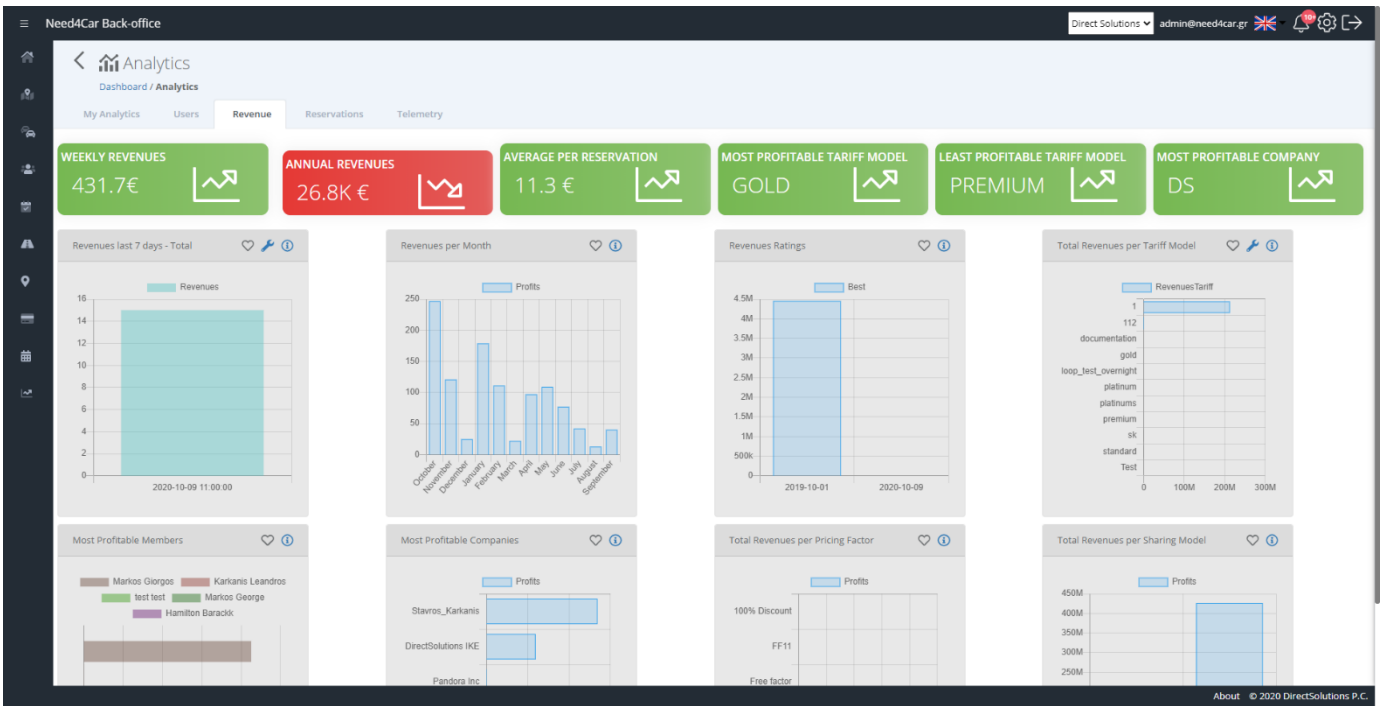 Need4Car Back-office
Direct Solutions
admin@need4car.gr
10+
Analytics
Dashboard / Analytics
My Analytics
Users
Revenue
Reservations
Telemetry
WEEKLY REVENUES
431.7€
ANNUAL REVENUES
26.8K €
AVERAGE PER RESERVATION
11.3 €
MOST PROFITABLE TARIFF MODEL
GOLD
LEAST PROFITABLE TARIFF MODEL
PREMIUM
MOST PROFITABLE COMPANY
DS
Revenues last 7 days - Total
Revenues
16
14
12
10
8
6
4
2
0
2020-10-09 11:00:00
Revenues per Month
Profits
250
200
150
100
50
0
October
November
December
January
February
March
April
May
June
July
August
September
Revenues Ratings
Best
4.5M
4M
3.5M
3M
2.5M
2M
1.5M
1M
500k
0
2019-10-01
2020-10-09
Total Revenues per Tariff Model
RevenuesTariff
1
112
documentation
gold
loop_test_overnight
platinum
platinums
premium
sk
standard
Test
0
100M
200M
300M
Most Profitable Members
Markos Giorgos
Karkanis Leandros
test test
Markos George
Hamilton Barackk
Most Profitable Companies
Profits
Stavros_Karkanis
DirectSolutions IKE
Pandora Inc
Total Revenues per Pricing Factor
Profits
100% Discount
FF11
Free factor
Total Revenues per Sharing Model
Profits
450M
400M
350M
300M
250M
About
© 2020 DirectSolutions P.C.